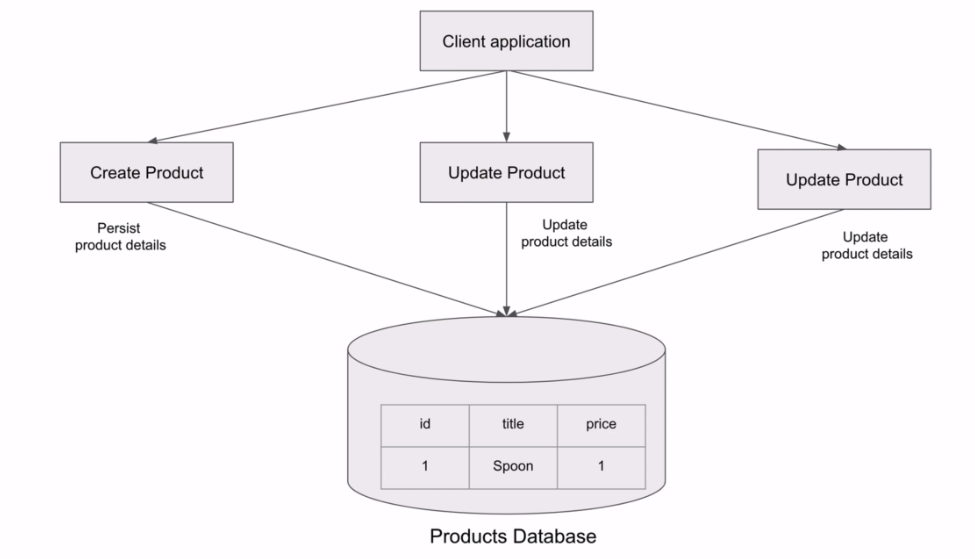 Client application
Create Product
Update Product
Update Product
Persist
product details
Update
product details
Update
product details
id title price
1 Spoon 1
Products Database